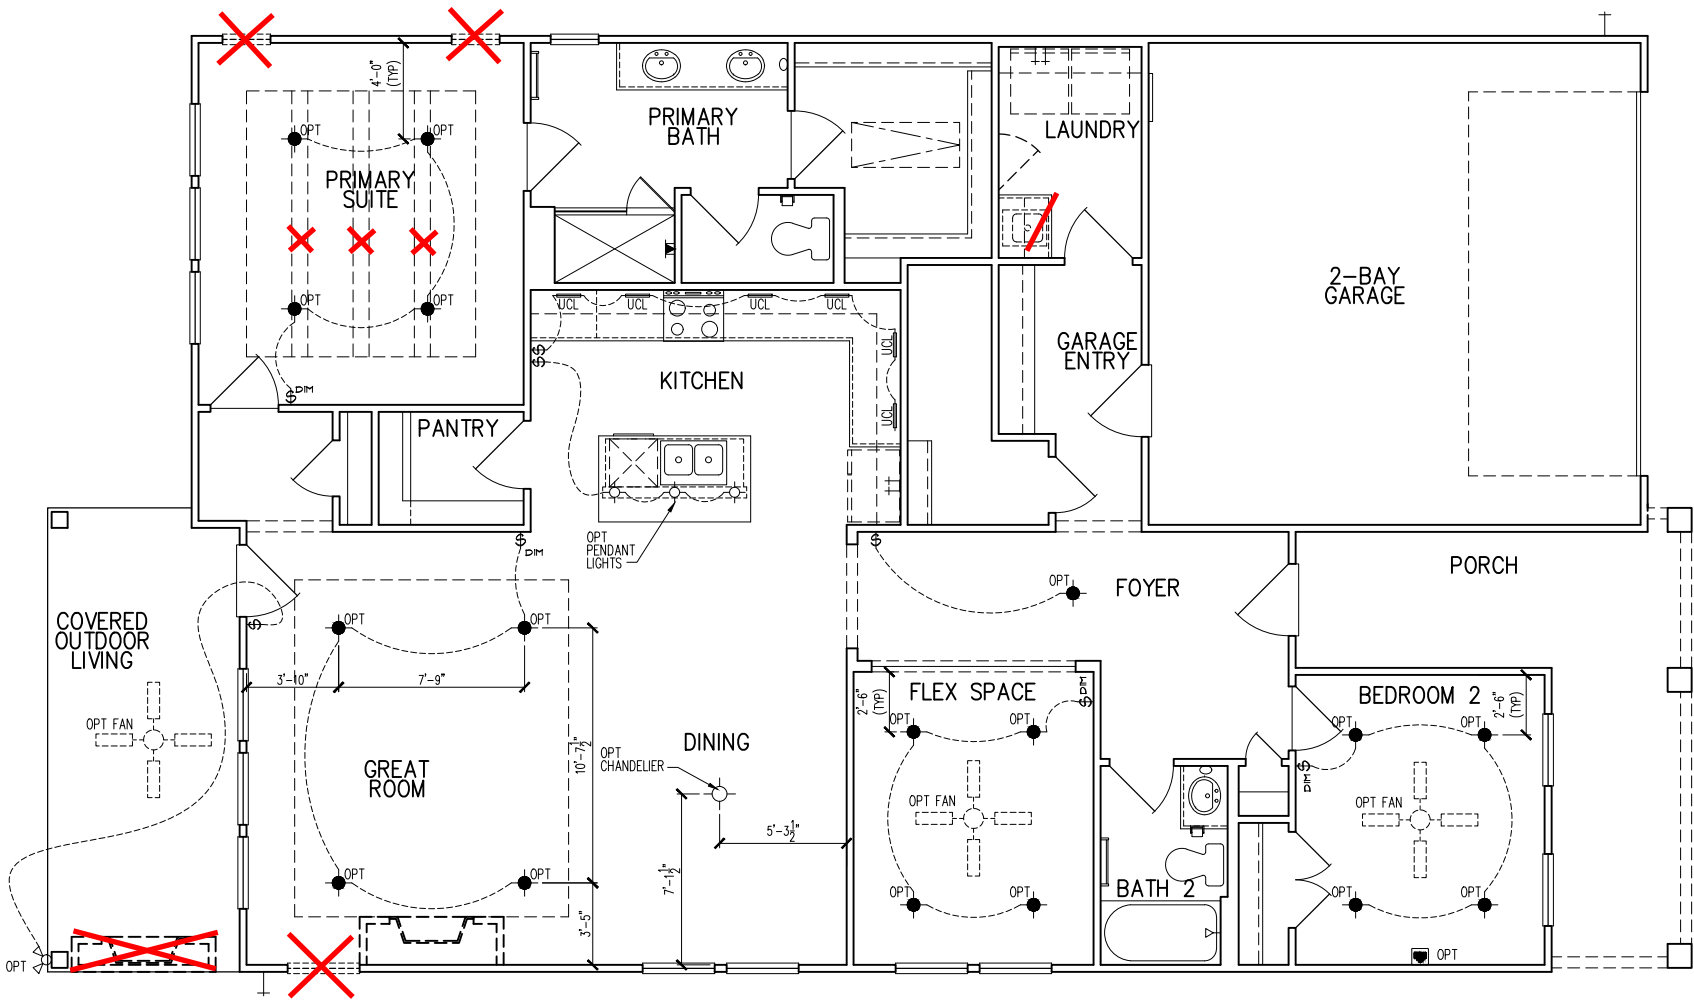 4'-0"
(TYP)
OPT
OPT
PRIMARY
SUITE
OPT
OPT
DIM
$
PRIMARY
BATH
LAUNDRY
2-BAY
GARAGE
GARAGE
ENTRY
UCL
UCL
UCL
UCL
UCL
UCL
$$
KITCHEN
PANTRY
OPT
PENDANT
LIGHTS
$
DIM
$
OPT
FOYER
PORCH
COVERED
OUTDOOR
LIVING
OPT FAN
$
OPT
OPT
3'-10"
7'-9"
GREAT
ROOM
10'-7 1/2"
OPT
OPT
3'-5"
DINING
OPT
CHANDELIER
5'-3 1/2"
7'-1 1/2"
2'-6"
(TYP)
FLEX SPACE
$
DIM
OPT
OPT
OPT FAN
OPT
OPT
BATH 2
BEDROOM 2
2'-6"
(TYP)
OPT
OPT
$
DIM
OPT FAN
OPT
OPT
OPT
OPT